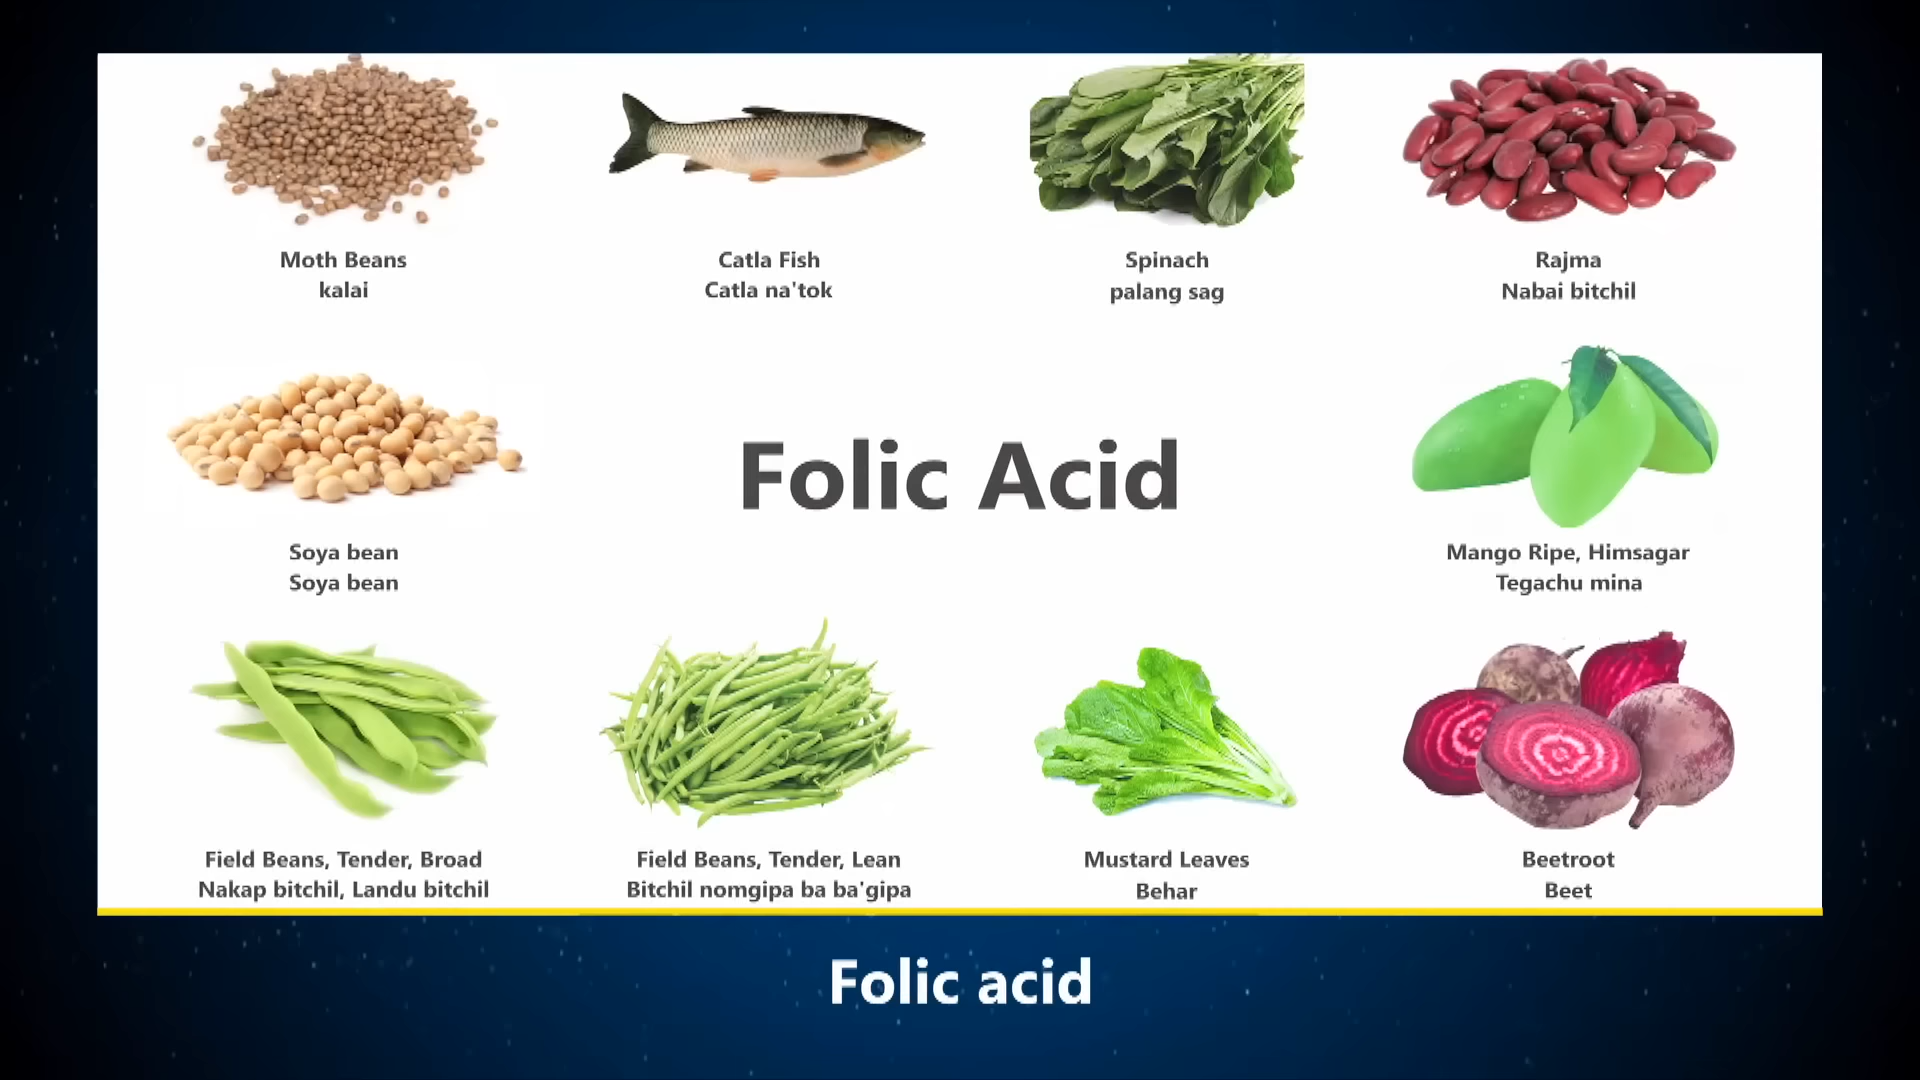 Moth Beans
kalai
Catla Fish
Catla na'tok
Spinach
palang sag
Rajma
Nabai bitchil
Soya bean
Soya bean
Folic Acid
Mango Ripe, Himsagar
Tegachu mina
Field Beans, Tender, Broad
Nakap bitchil, Landu bitchil
Field Beans, Tender, Lean
Bitchil nomgipa ba ba'gipa
Mustard Leaves
Behar
Beetroot
Beet
Folic acid